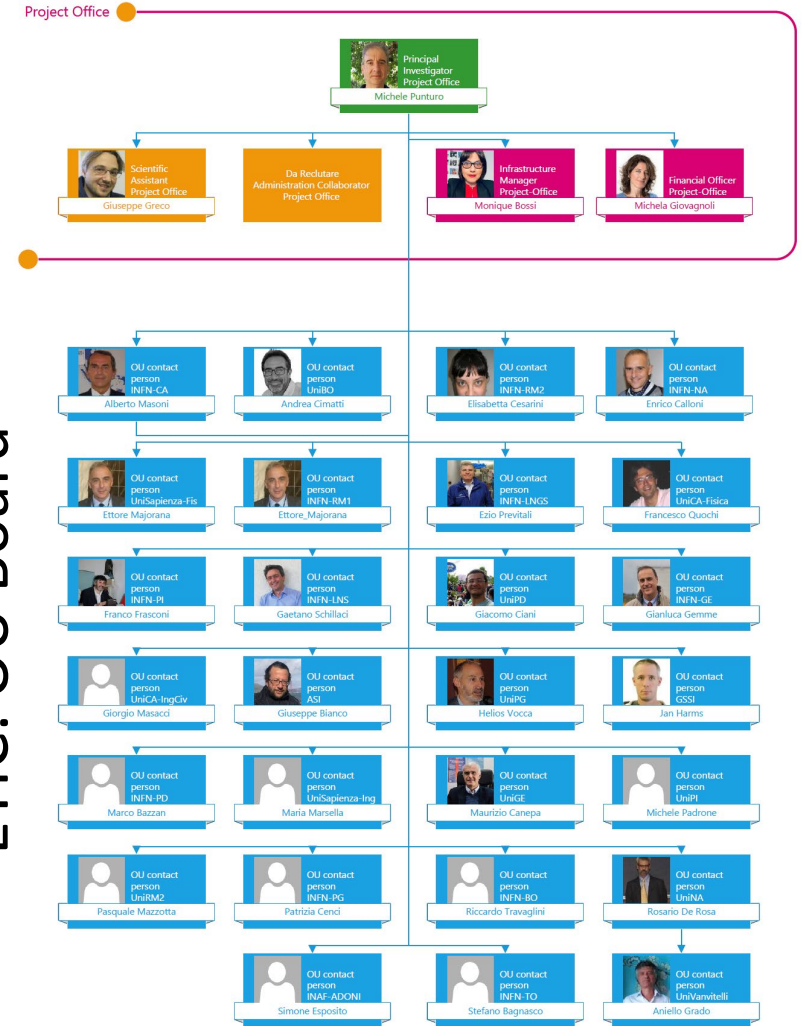 Project Office
Principal
Investigator
Project Office
Michele Punturo
Scientific
Assistant
Project Office
Giuseppe Greco
Da Reclutare
Administration Collaborator
Project Office
Infrastructure
Manager
Project-Office
Monique Bossi
Financial Officer
Project-Office
Michela Giovagnoli
OU contact
person
INFN-CA
Alberto Masoni
OU contact
person
UniBO
Andrea Cimatti
OU contact
person
INFN-RM2
Elisabetta Cesarini
OU contact
person
INFN-NA
Enrico Calloni
OU contact
person
UniSapienza-Fis
Ettore Majorana
OU contact
person
INFN-RM1
Ettore_Majorana
OU contact
person
INFN-LNGS
Ezio Previtali
OU contact
person
UniCA-Fisica
Francesco Quochi
OU contact
person
INFN-PI
Franco Frasconi
OU contact
person
INFN-LNS
Gaetano Schillaci
OU contact
person
UniPD
Giacomo Ciani
OU contact
person
INFN-GE
Gianluca Gemme
OU contact
person
UniCA-IngCiv
Giorgio Masacci
OU contact
person
ASI
Giuseppe Bianco
OU contact
person
UniPG
Helios Vocca
OU contact
person
GSSI
Jan Harms
OU contact
person
INFN-PD
Marco Bazzan
OU contact
person
UniSapienza-Ing
Maria Marsella
OU contact
person
UniGE
Maurizio Canepa
OU contact
person
UniPI
Michele Padrone
OU contact
person
UniRM2
Pasquale Mazzotta
OU contact
person
INFN-PG
Patrizia Cenci
OU contact
person
INFN-BO
Riccardo Travaglini
OU contact
person
UniNA
Rosario De Rosa
OU contact
person
INAF-ADONI
Simone Esposito
OU contact
person
INFN-TO
Stefano Bagnasco
OU contact
person
UniVanvitelli
Aniello Grado